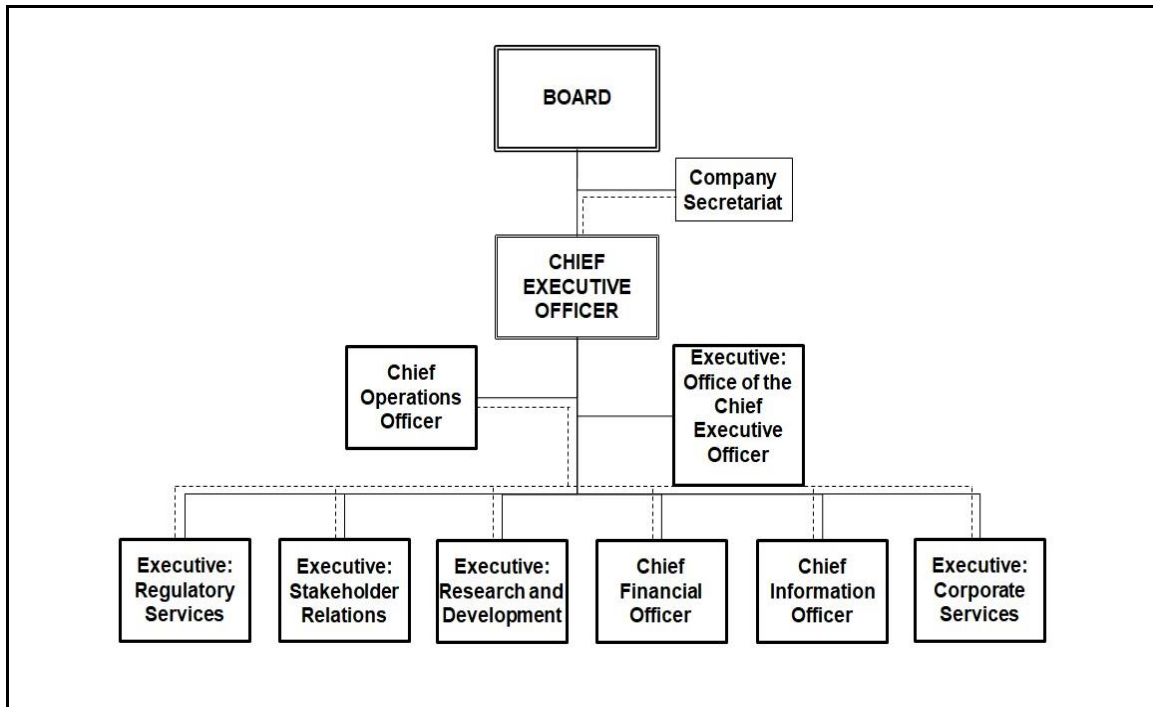 BOARD
Company
Secretariat
CHIEF
EXECUTIVE
OFFICER
Chief
Operations
Officer
Executive:
Office of the
Chief
Executive
Officer
Executive:
Regulatory
Services
Executive:
Stakeholder
Relations
Executive:
Research and
Development
Chief
Financial
Officer
Chief
Information
Officer
Executive:
Corporate
Services